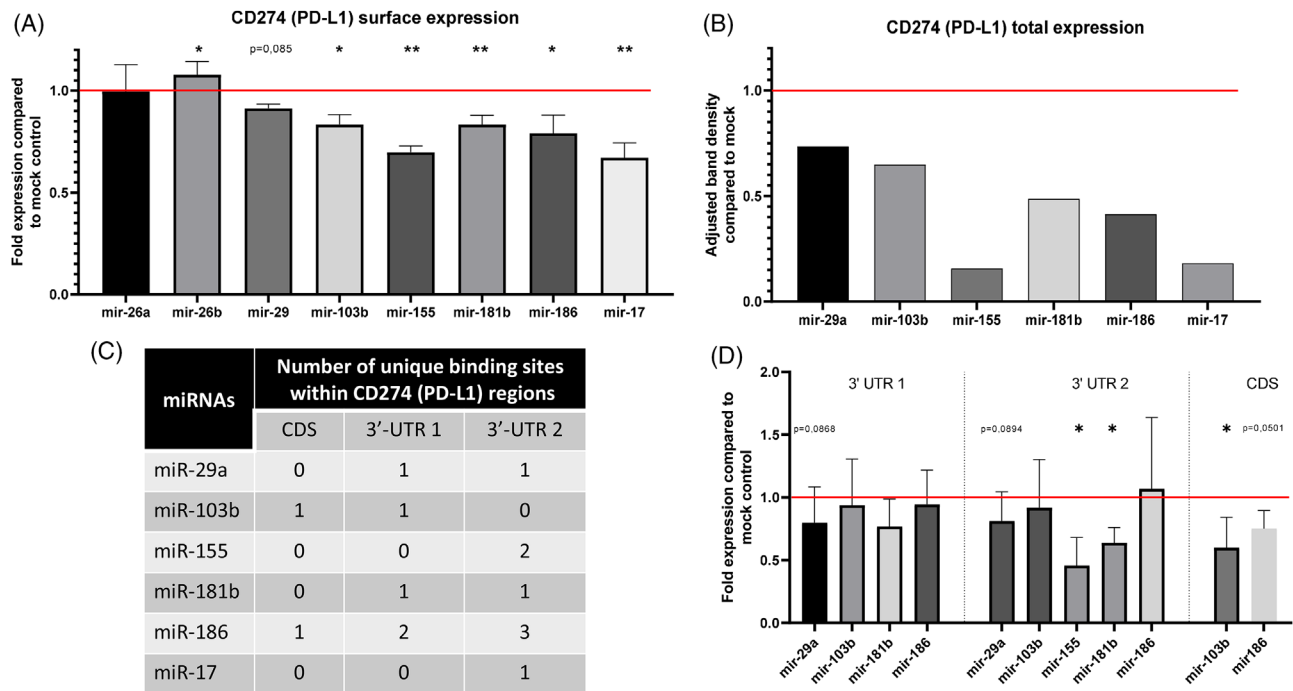 (A)
CD274 (PD-L1) surface expression
Fold expression compared
to mock control
1.0
0.5
0.0
* p=0,085 * ** ** * **
mir-26a mir-26b mir-29 mir-103b mir-155 mir-181b mir-186 mir-17
(B)
CD274 (PD-L1) total expression
Adjusted band density
compared to mock
1.0
0.5
0.0
mir-29a mir-103b mir-155 mir-181b mir-186 mir-17
(C)
miRNAs
Number of unique binding sites
within CD274 (PD-L1) regions
CDS 3′-UTR 1 3′-UTR 2
miR-29a 0 1 1
miR-103b 1 1 0
miR-155 0 0 2
miR-181b 0 1 1
miR-186 1 2 3
miR-17 0 0 1
(D)
Fold expression compared to
mock control
2.0
1.5
1.0
0.5
0.0
3' UTR 1 3' UTR 2 CDS
p=0,0868 p=0,0894 * * * p=0,0501
mir-29a mir-103b mir-181b mir-186 mir-29a mir-103b mir-155 mir-181b mir-186 mir-103b mir186